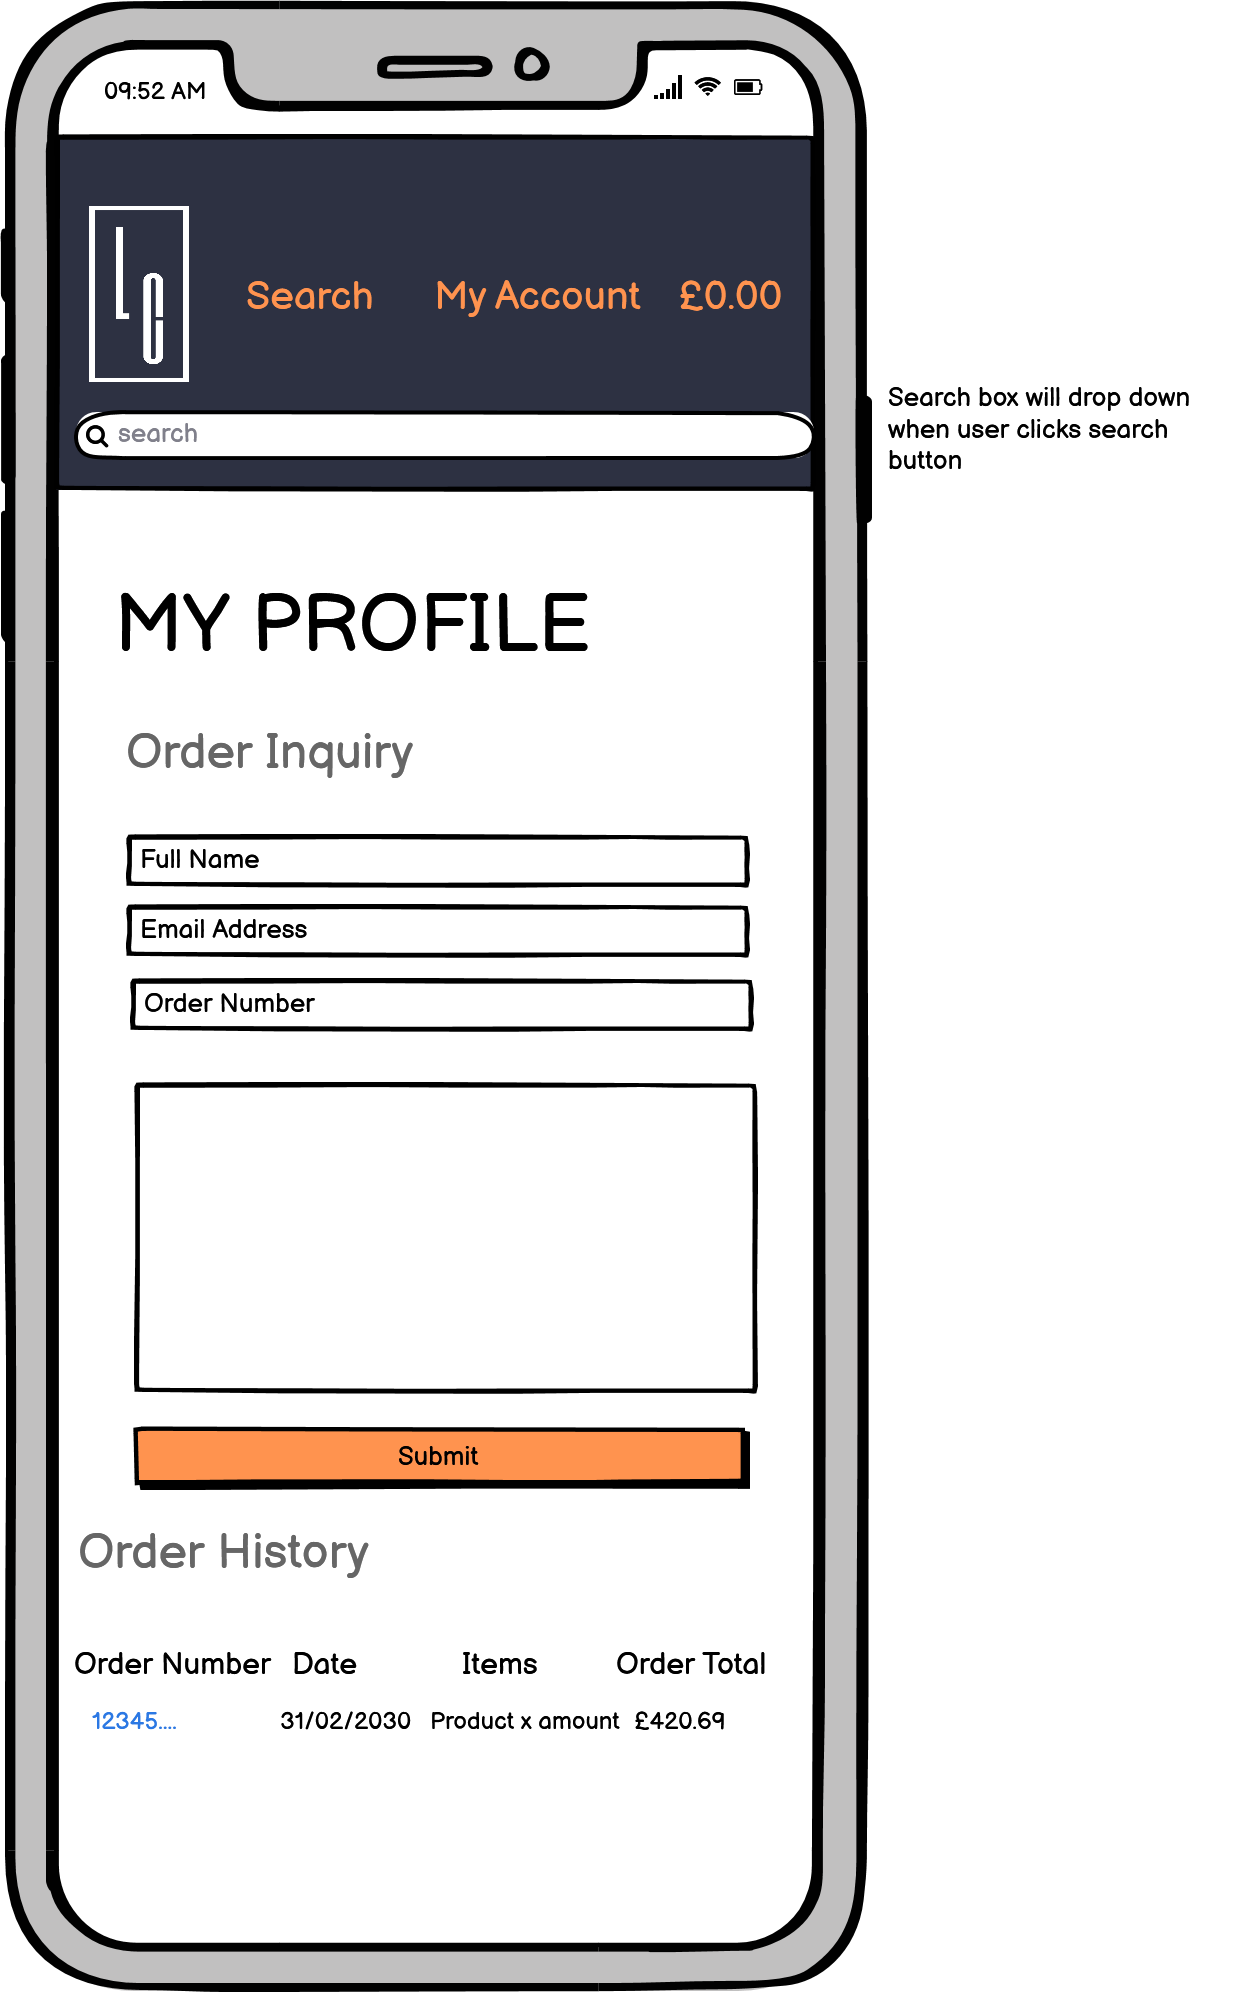 09:52 AM
LC
Search My Account £0.00
search
Search box will drop down
when user clicks search
button
MY PROFILE
Order Inquiry
Full Name
Email Address
Order Number
Submit
Order History
Order Number Date Items Order Total
12345.... 31/02/2030 Product x amount £420.69